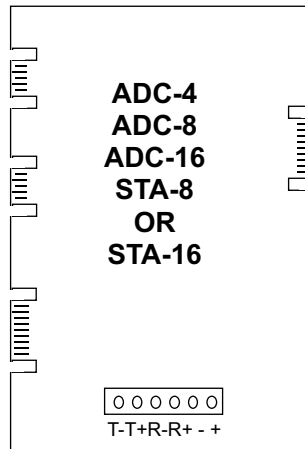 ADC-4
ADC-8
ADC-16
STA-8
OR
STA-16
T-T+R-R+ - +